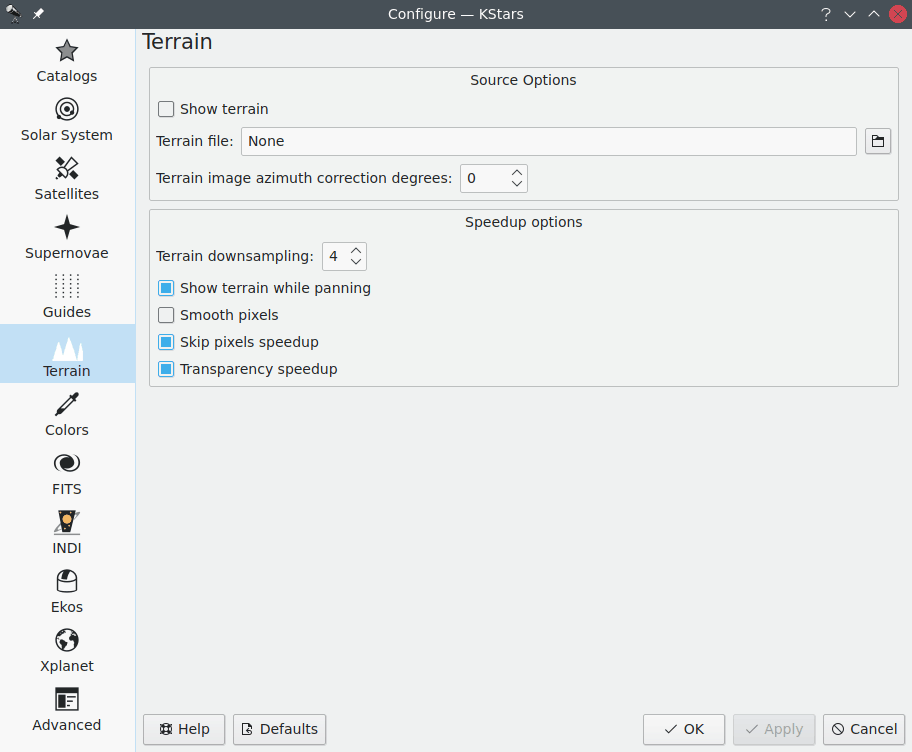 Configure — KStars
Catalogs
Solar System
Satellites
Supernovae
Guides
Terrain
Colors
FITS
INDI
Ekos
Xplanet
Advanced
Terrain
Source Options
Show terrain
Terrain file: None
Terrain image azimuth correction degrees: 0
Speedup options
Terrain downsampling: 4
Show terrain while panning
Smooth pixels
Skip pixels speedup
Transparency speedup
Help Defaults OK Apply Cancel